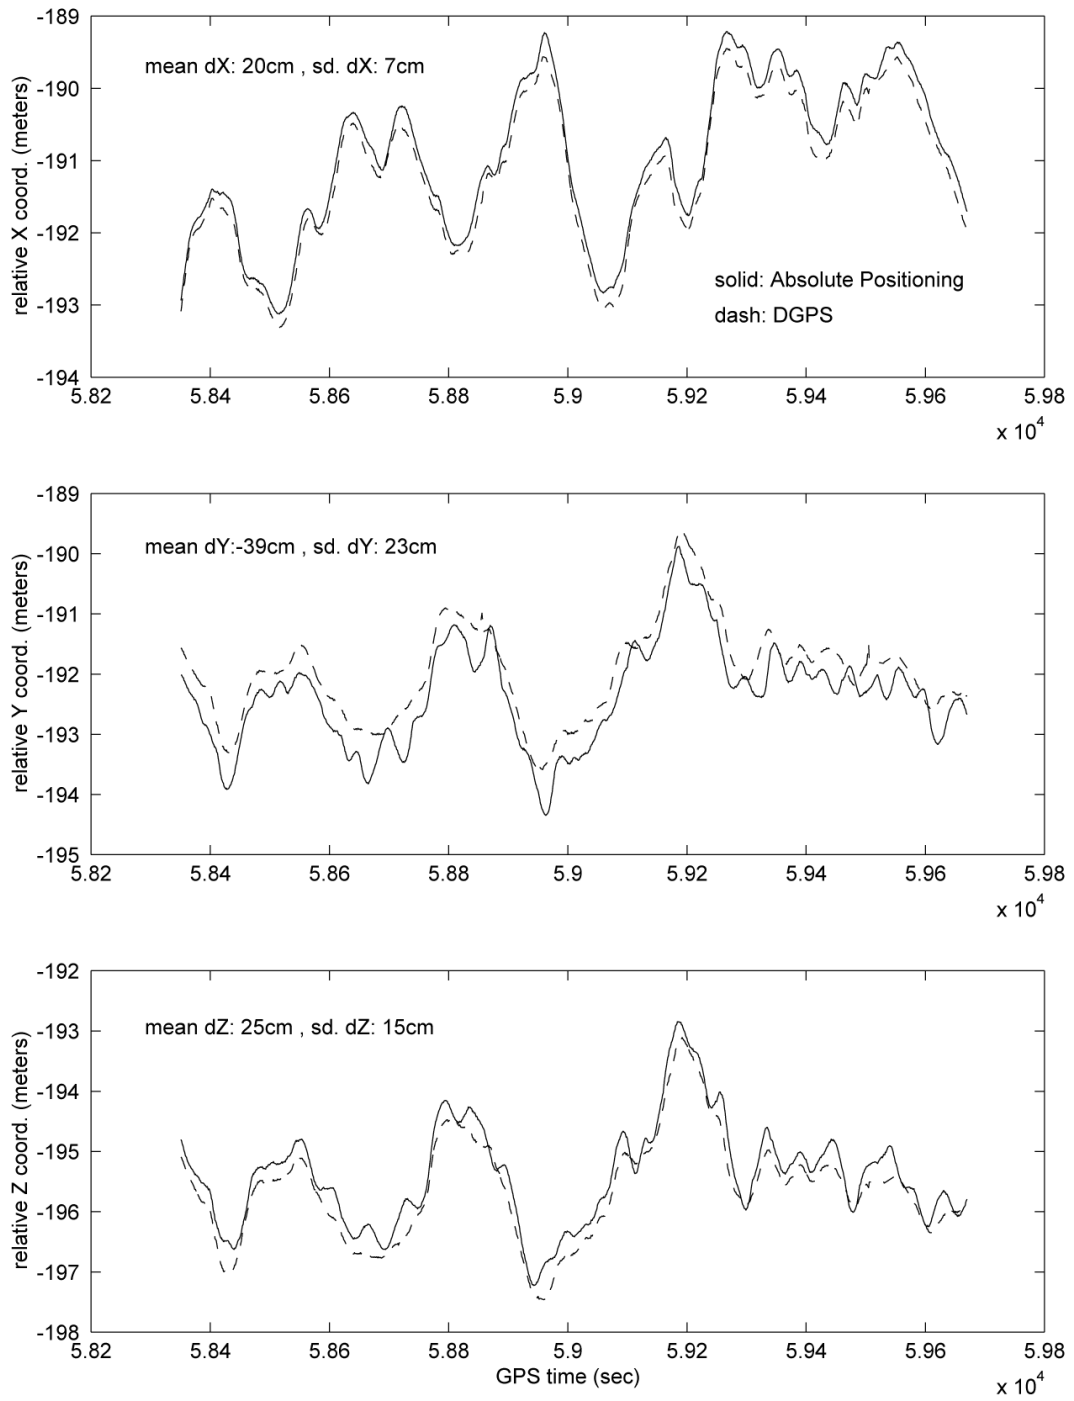 -189
-190
-191
-192
-193
-194
relative X coord. (meters)
mean dX: 20cm , sd. dX: 7cm
solid: Absolute Positioning
dash: DGPS
5.82 5.84 5.86 5.88 5.9 5.92 5.94 5.96 5.98
x 10^4
-189
-190
-191
-192
-193
-194
-195
relative Y coord. (meters)
mean dY:-39cm , sd. dY: 23cm
5.82 5.84 5.86 5.88 5.9 5.92 5.94 5.96 5.98
x 10^4
-192
-193
-194
-195
-196
-197
-198
relative Z coord. (meters)
mean dZ: 25cm , sd. dZ: 15cm
5.82 5.84 5.86 5.88 5.9 5.92 5.94 5.96 5.98
GPS time (sec)
x 10^4